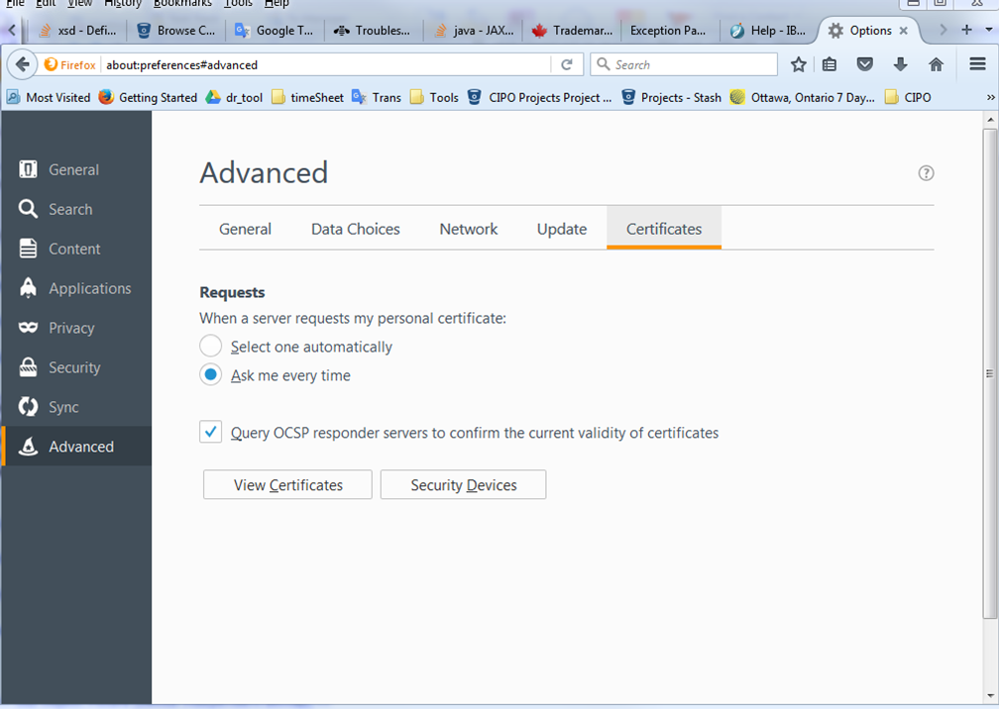 File Edit View History Bookmarks Tools Help
xsd - Defi... Browse C... Google T... Troubles... java - JAX... Trademar... Exception Pa... Help - IB... Options
Firefox about:preferences#advanced Search
Most Visited Getting Started dr_tool timeSheet Trans Tools CIPO Projects Project ... Projects - Stash Ottawa, Ontario 7 Day... CIPO »
General
Search
Content
Applications
Privacy
Security
Sync
Advanced
Advanced ?
General Data Choices Network Update Certificates
Requests
When a server requests my personal certificate:
Select one automatically
Ask me every time
Query OCSP responder servers to confirm the current validity of certificates
View Certificates Security Devices